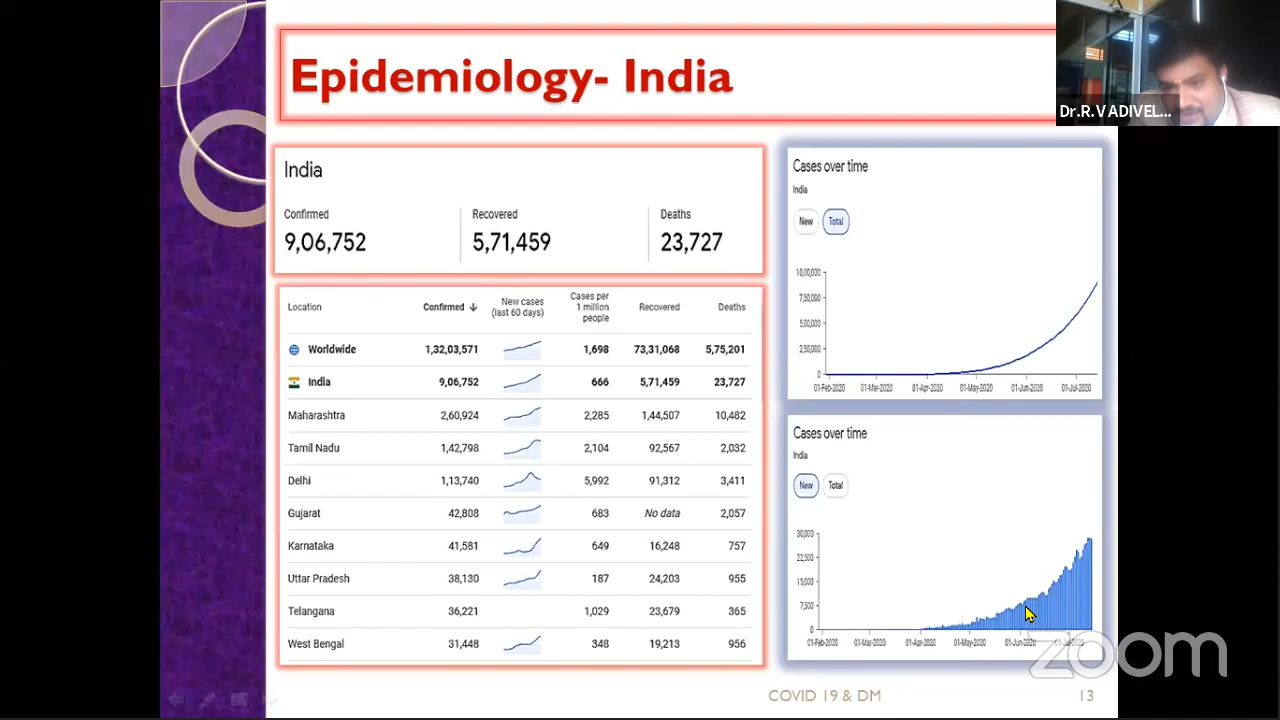 Epidemiology- India
Dr.R.VADIVEL...
India
Confirmed Recovered Deaths
9,06,752 5,71,459 23,727
Location Confirmed ↓ New cases (last 60 days) Cases per 1 million people Recovered Deaths
Worldwide 1,32,03,571 1,698 73,31,068 5,75,201
India 9,06,752 666 5,71,459 23,727
Maharashtra 2,60,924 2,285 1,44,507 10,482
Tamil Nadu 1,42,798 2,104 92,567 2,032
Delhi 1,13,740 5,992 91,312 3,411
Gujarat 42,808 683 No data 2,057
Karnataka 41,581 649 16,248 757
Uttar Pradesh 38,130 187 24,203 955
Telangana 36,221 1,029 23,679 365
West Bengal 31,448 348 19,213 956
Cases over time
India
New Total
10,00,000
7,50,000
5,00,000
2,50,000
0
01-Feb-2020 01-Mar-2020 01-Apr-2020 01-May-2020 01-Jun-2020 01-Jul-2020
Cases over time
India
New Total
30,000
22,500
15,000
7,500
0
01-Feb-2020 01-Mar-2020 01-Apr-2020 01-May-2020 01-Jun-2020
zoom
COVID 19 & DM 13